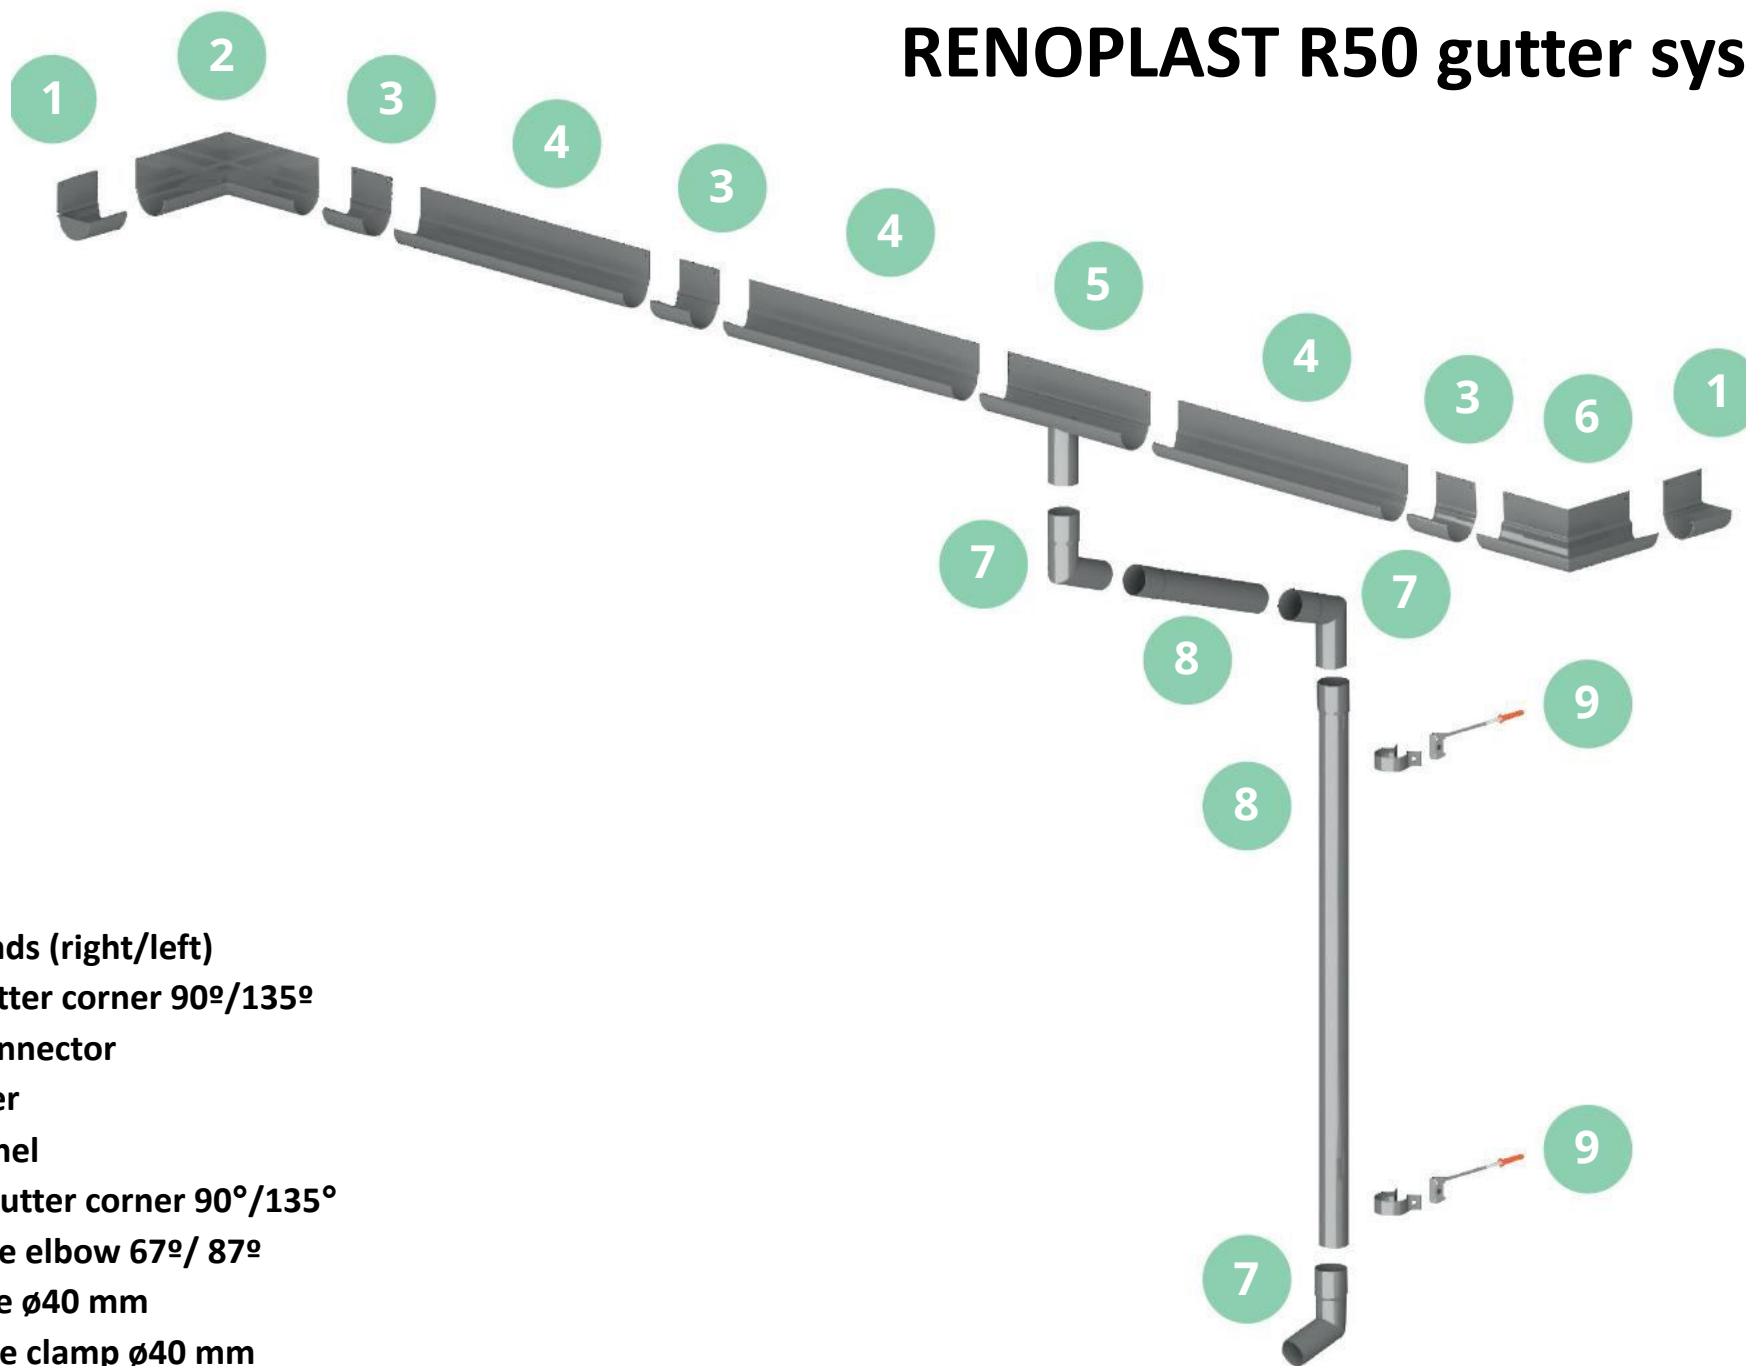 RENOPLAST R50 gutter sys
1
2
3
4
3
4
5
4
3
6
1
7
8
7
9
8
9
7
nds (right/left)
tter corner 90º/135º
nnector
er
nel
utter corner 90°/135°
e elbow 67º/ 87º
e ø40 mm
e clamp ø40 mm